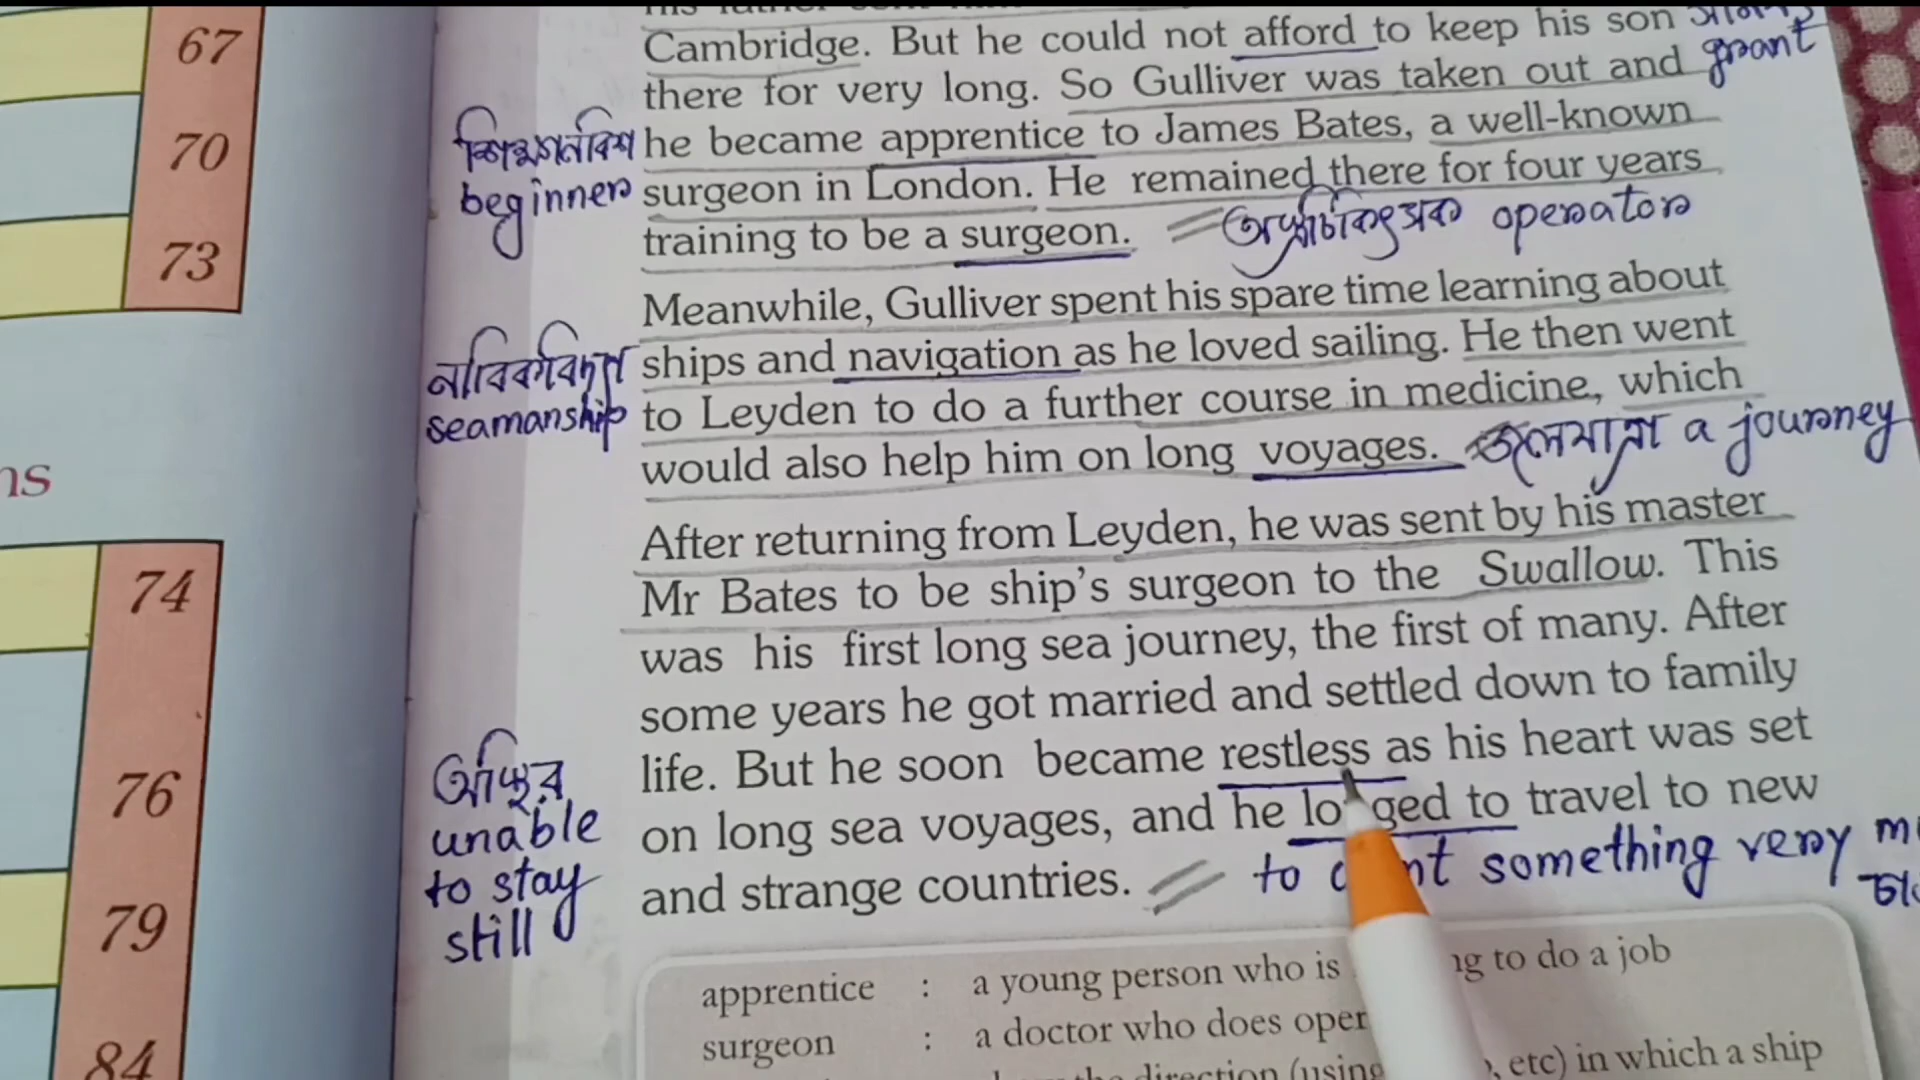 67
70
73
ns
74
76
79
84
Cambridge. But he could not afford to keep his son
there for very long. So Gulliver was taken out and grant
শিক্ষানবিশ he became apprentice to James Bates, a well-known
beginner surgeon in London. He remained there for four years
training to be a surgeon. অস্ত্রচিকিৎসক operator
Meanwhile, Gulliver spent his spare time learning about
নাবিকবিদ্যা ships and navigation as he loved sailing. He then went
seamanship to Leyden to do a further course in medicine, which
would also help him on long voyages. জলযাত্রা a journey
After returning from Leyden, he was sent by his master
Mr Bates to be ship's surgeon to the Swallow. This
was his first long sea journey, the first of many. After
some years he got married and settled down to family
অস্থির life. But he soon became restless as his heart was set
unable on long sea voyages, and he longed to travel to new
to stay and strange countries. to want something very
still
apprentice : a young person who is to do a job
surgeon : a doctor who does
direction (using etc) in which a ship